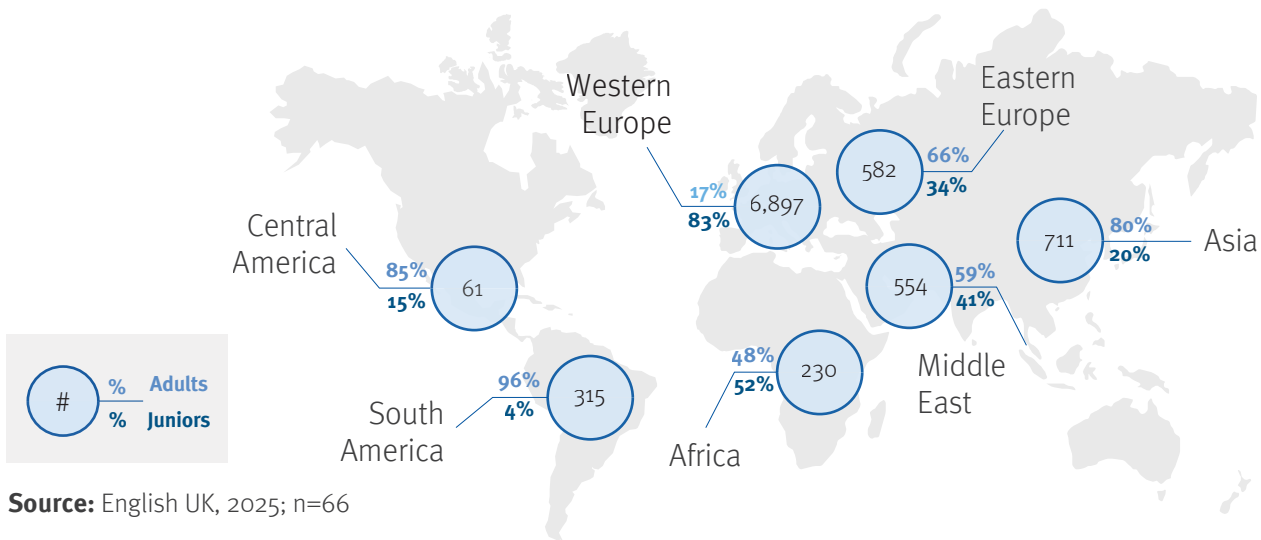 Western
Europe
17%
83%
6,897
Eastern
Europe
582
66%
34%
Central
America
85%
15%
61
711
80%
20%
Asia
554
59%
41%
Middle
East
South
America
96%
4%
315
48%
52%
230
Africa
#
% Adults
% Juniors
Source: English UK, 2025; n=66